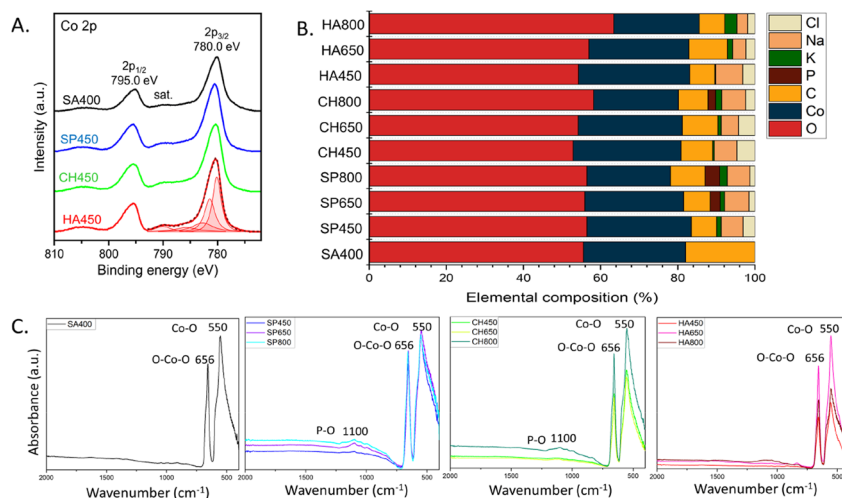 A.
Co 2p
2p3/2
780.0 eV
2p1/2
795.0 eV
sat.
SA400
SP450
CH450
HA450
Intensity (a.u.)
810 800 790 780
Binding energy (eV)
B.
HA800
HA650
HA450
CH800
CH650
CH450
SP800
SP650
SP450
SA400
0 20 40 60 80 100
Elemental composition (%)
Cl
Na
K
P
C
Co
O
C.
Absorbance (a.u.)
SA400
Co-O 550
O-Co-O 656
2000 1500 1000 500
Wavenumber (cm-1)
SP450
SP650
SP800
Co-O 550
O-Co-O 656
P-O 1100
2000 1500 1000 500
Wavenumber (cm-1)
CH450
CH650
CH800
Co-O 550
O-Co-O 656
P-O 1100
2000 1500 1000 500
Wavenumber (cm-1)
HA450
HA650
HA800
Co-O 550
O-Co-O 656
2000 1500 1000 500
Wavenumber (cm-1)